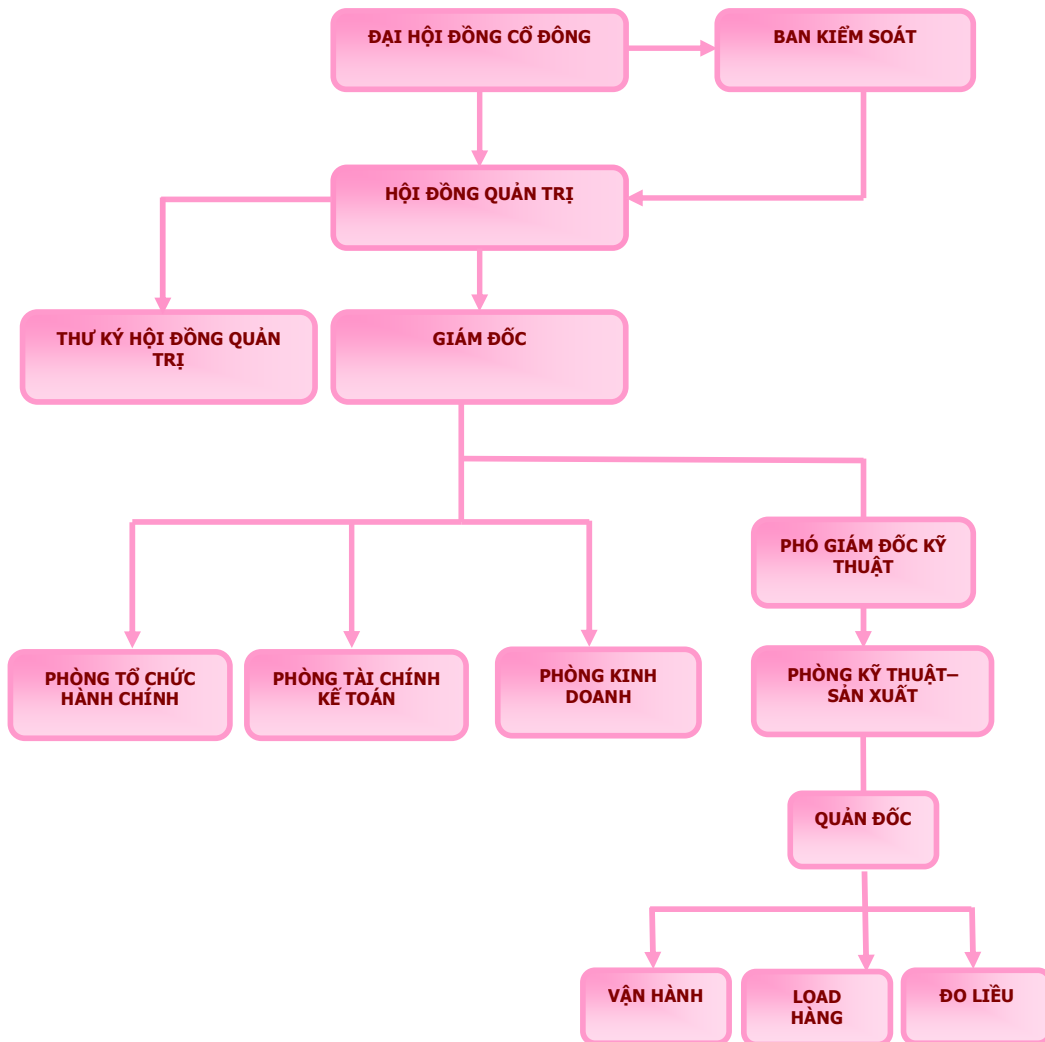 ĐẠI HỘI ĐỒNG CỔ ĐÔNG
BAN KIỂM SOÁT
HỘI ĐỒNG QUẢN TRỊ
THƯ KÝ HỘI ĐỒNG QUẢN
TRỊ
GIÁM ĐỐC
PHÓ GIÁM ĐỐC KỸ
THUẬT
PHÒNG TỔ CHỨC
HÀNH CHÍNH
PHÒNG TÀI CHÍNH
KẾ TOÁN
PHÒNG KINH
DOANH
PHÒNG KỸ THUẬT–
SẢN XUẤT
QUẢN ĐỐC
VẬN HÀNH
LOAD
HÀNG
ĐO LIỀU